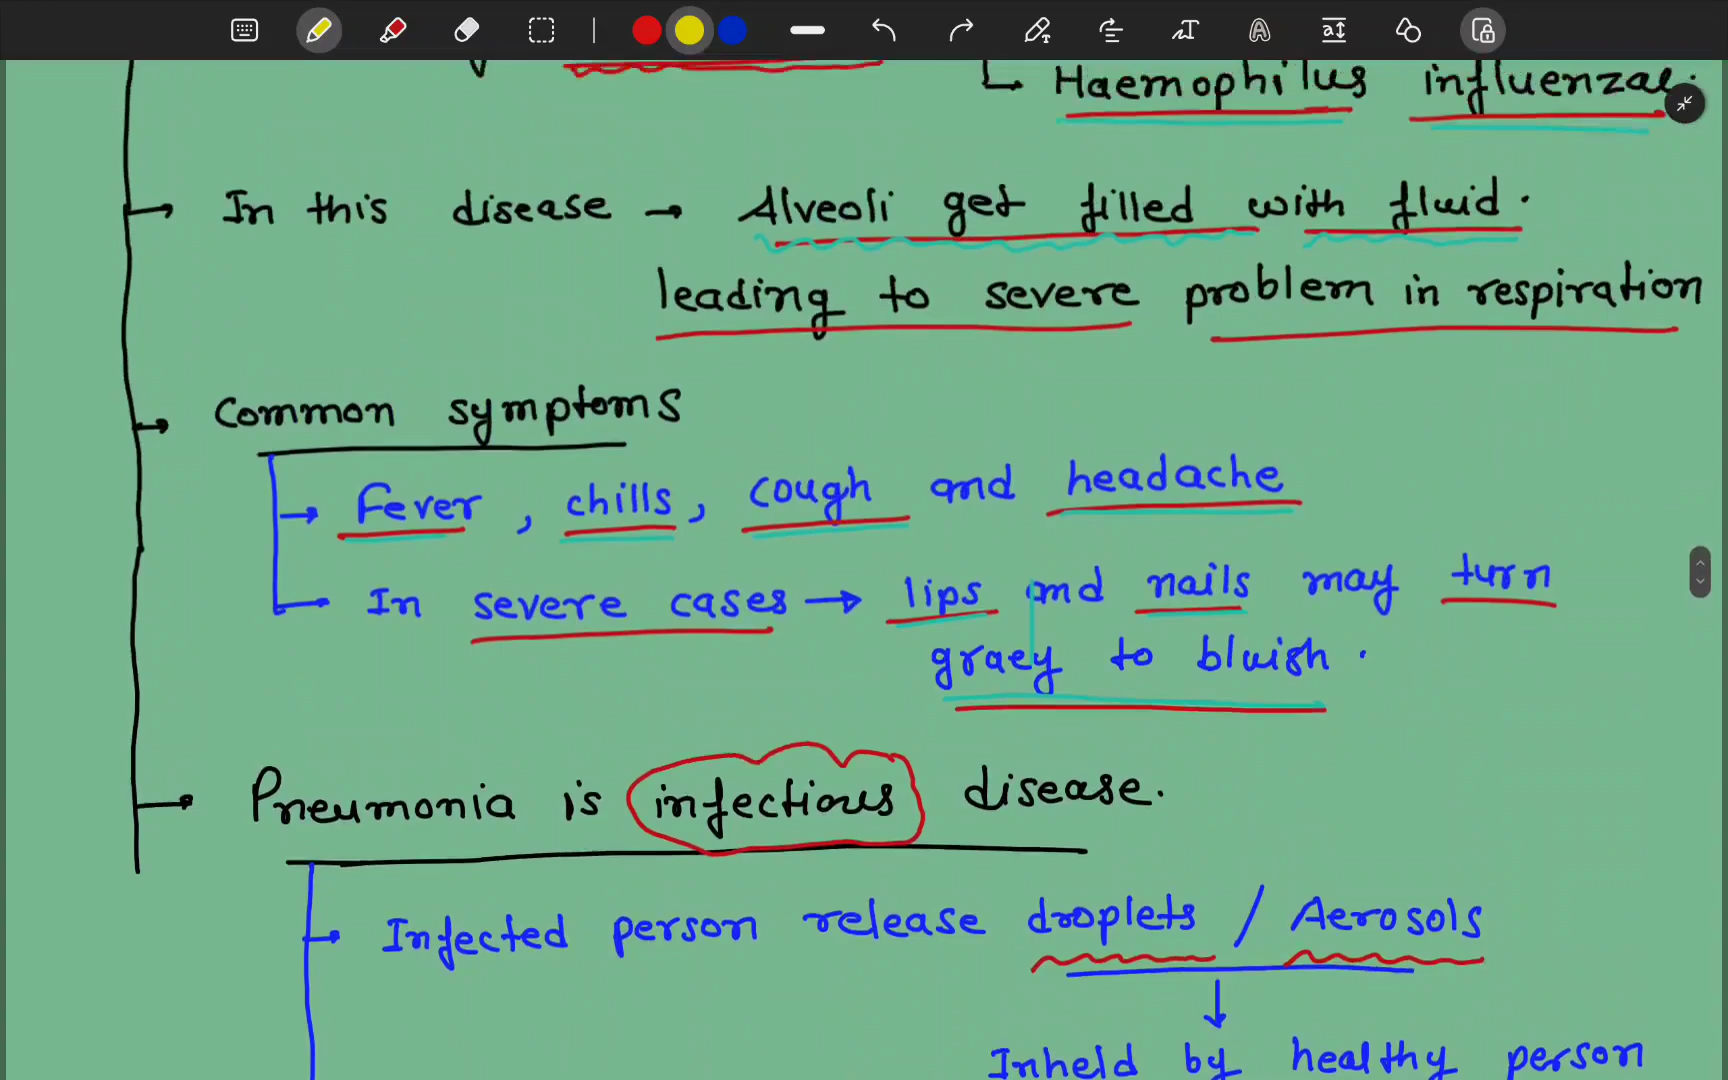 Haemophilus influenzae.
In this disease → Alveoli get filled with fluid.
leading to severe problem in respiration
Common symptoms
→ Fever, chills, cough and headache
→ In severe cases → lips and nails may turn
graey to bluish.
Pneumonia is infectious disease.
→ Infected person release droplets / Aerosols
↓
Inheld by healthy person